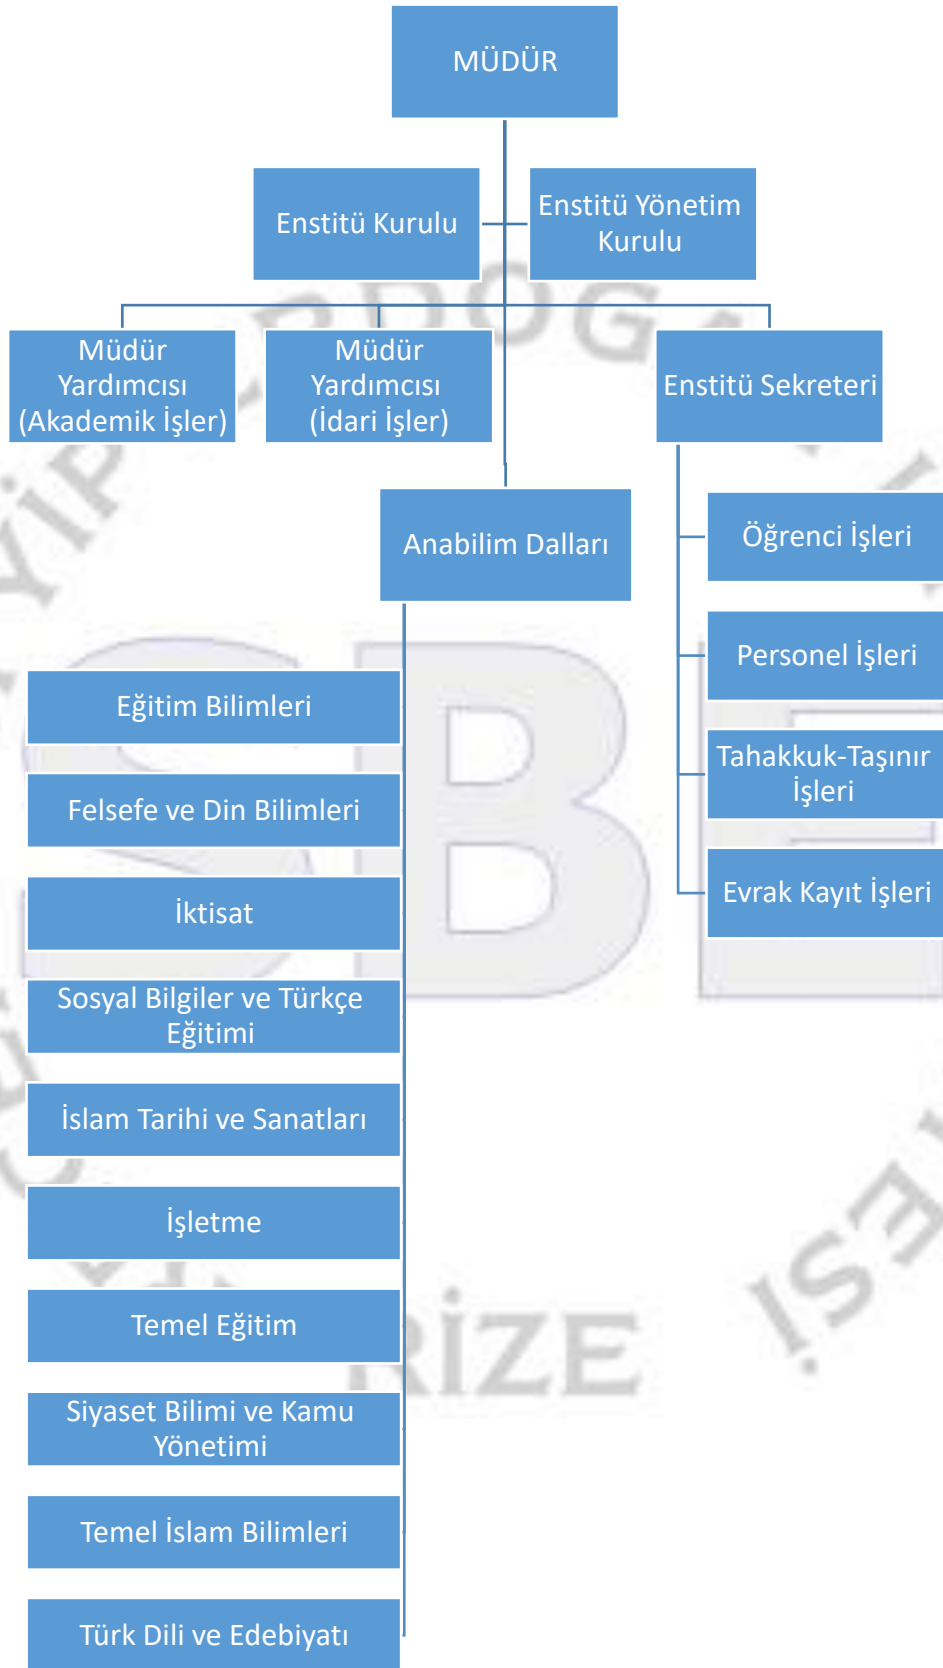 MÜDÜR
Enstitü Kurulu
Enstitü Yönetim
Kurulu
Müdür
Yardımcısı
(Akademik İşler)
Müdür
Yardımcısı
(İdari İşler)
Enstitü Sekreteri
Anabilim Dalları
Öğrenci İşleri
Personel İşleri
Tahakkuk-Taşınır
İşleri
Evrak Kayıt İşleri
Eğitim Bilimleri
Felsefe ve Din Bilimleri
İktisat
Sosyal Bilgiler ve Türkçe
Eğitimi
İslam Tarihi ve Sanatları
İşletme
Temel Eğitim
Siyaset Bilimi ve Kamu
Yönetimi
Temel İslam Bilimleri
Türk Dili ve Edebiyatı
SBE
RİZE